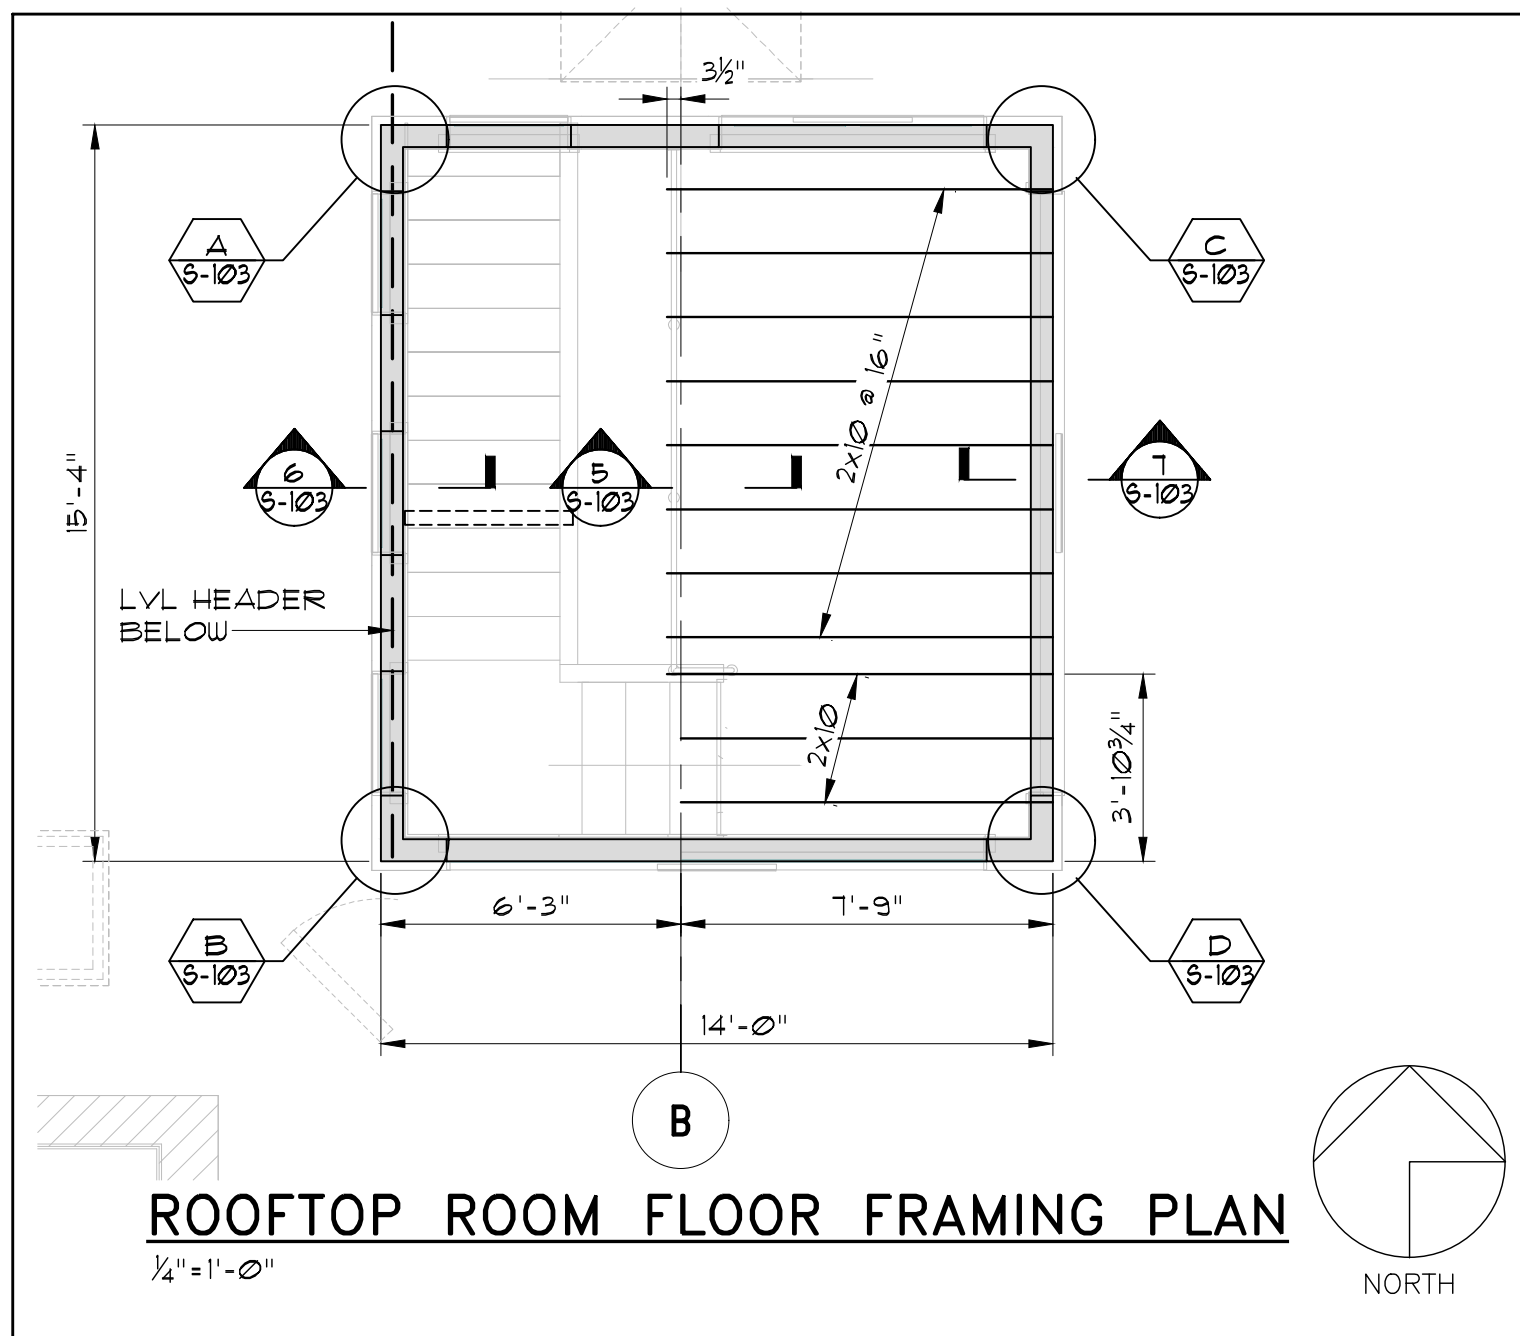 3½"
A
S-103
C
S-103
2x10 @ 16"
15'-4"
6
S-103
5
S-103
7
S-103
LVL HEADER
BELOW
2x10
3'-10¾"
6'-3"
7'-9"
B
S-103
D
S-103
14'-0"
B
ROOFTOP ROOM FLOOR FRAMING PLAN
¼"=1'-0"
NORTH